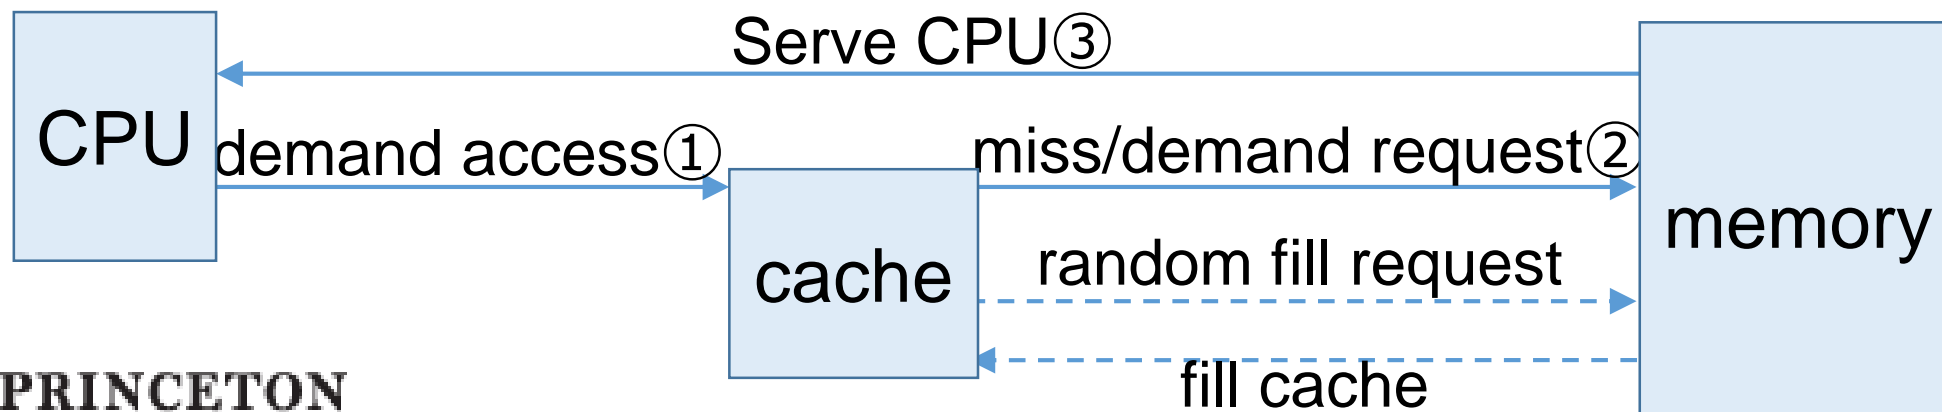 Serve CPU③
CPU
demand access①
miss/demand request②
memory
cache
random fill request
fill cache
PRINCETON